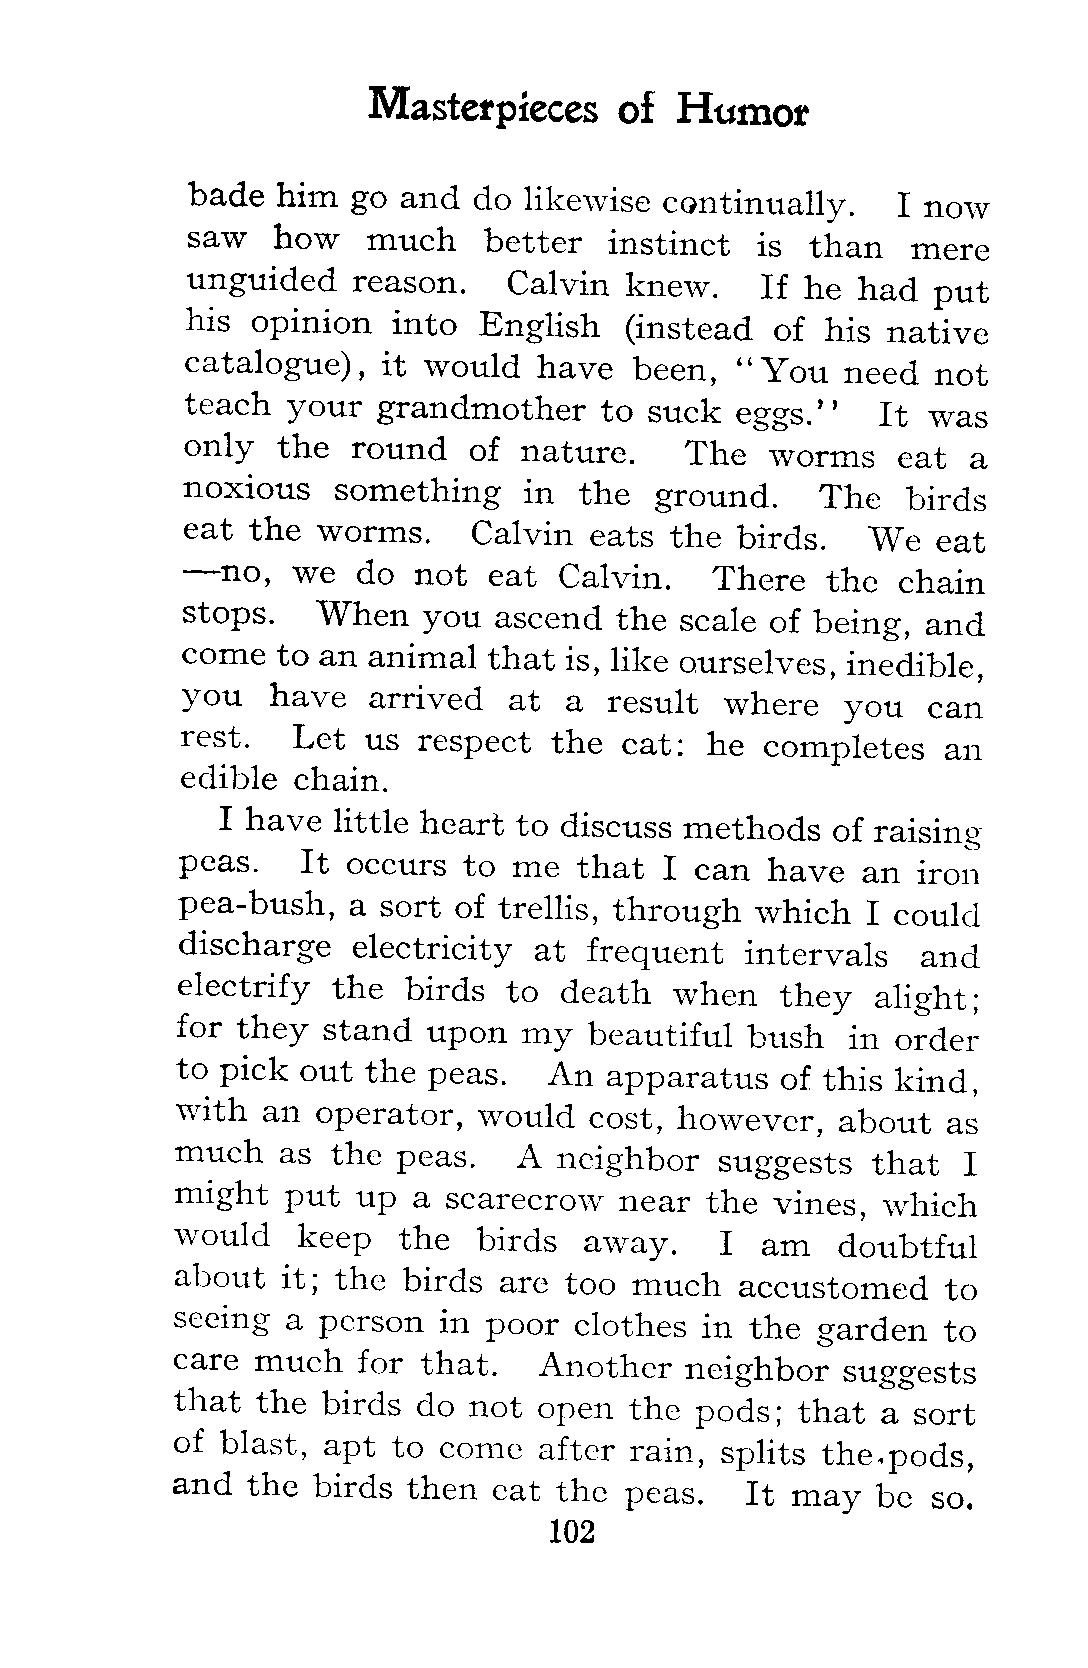 Masterpieces of Humor
bade him go and do likewise continually. I now
saw how much better instinct is than mere
unguided reason. Calvin knew. If he had put
his opinion into English (instead of his native
catalogue), it would have been, “You need not
teach your grandmother to suck eggs.” It was
only the round of nature. The worms eat a
noxious something in the ground. The birds
eat the worms. Calvin eats the birds. We eat
—no, we do not eat Calvin. There the chain
stops. When you ascend the scale of being, and
come to an animal that is, like ourselves, inedible,
you have arrived at a result where you can
rest. Let us respect the cat: he completes an
edible chain.
I have little heart to discuss methods of raising
peas. It occurs to me that I can have an iron
pea-bush, a sort of trellis, through which I could
discharge electricity at frequent intervals and
electrify the birds to death when they alight;
for they stand upon my beautiful bush in order
to pick out the peas. An apparatus of this kind,
with an operator, would cost, however, about as
much as the peas. A neighbor suggests that I
might put up a scarecrow near the vines, which
would keep the birds away. I am doubtful
about it; the birds are too much accustomed to
seeing a person in poor clothes in the garden to
care much for that. Another neighbor suggests
that the birds do not open the pods; that a sort
of blast, apt to come after rain, splits the pods,
and the birds then eat the peas. It may be so.
102